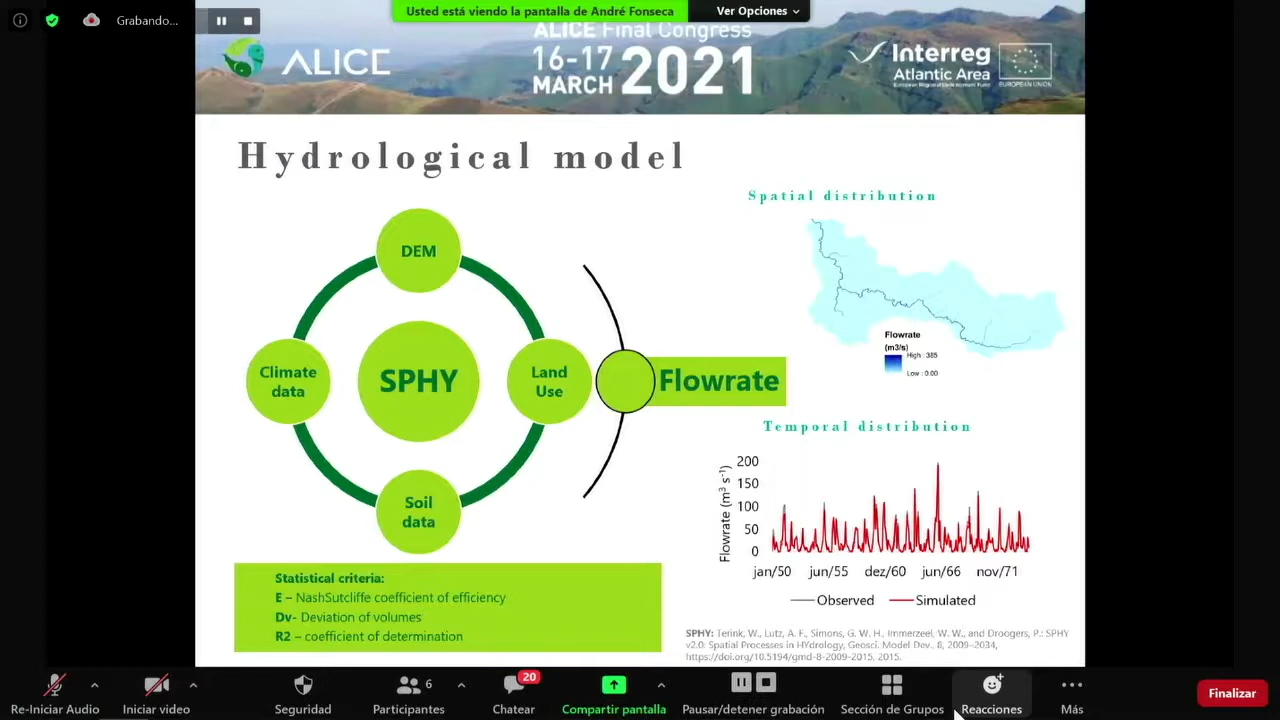 Grabando...
Usted está viendo la pantalla de André Fonseca
Ver Opciones
ALICE
ALICE Final Congress
16-17
MARCH 2021
Interreg
Atlantic Area
European Regional Development Fund
EUROPEAN UNION
Hydrological model
DEM
Climate
data
SPHY
Land
Use
Soil
data
Flowrate
Spatial distribution
Flowrate
(m3/s)
High : 385
Low : 0.00
Temporal distribution
Flowrate (m³ s⁻¹)
200
150
100
50
0
jan/50 jun/55 dez/60 jun/66 nov/71
Observed Simulated
Statistical criteria:
E – NashSutcliffe coefficient of efficiency
Dv- Deviation of volumes
R2 – coefficient of determination
SPHY: Terink, W., Lutz, A. F., Simons, G. W. H., Immerzeel, W. W., and Droogers, P.: SPHY
v2.0: Spatial Processes in HYdrology, Geosci. Model Dev., 8, 2009–2034,
https://doi.org/10.5194/gmd-8-2009-2015, 2015.
Re-Iniciar Audio
Iniciar video
Seguridad
6
Participantes
20
Chatear
Compartir pantalla
Pausar/detener grabación
Sección de Grupos
Reacciones
Más
Finalizar